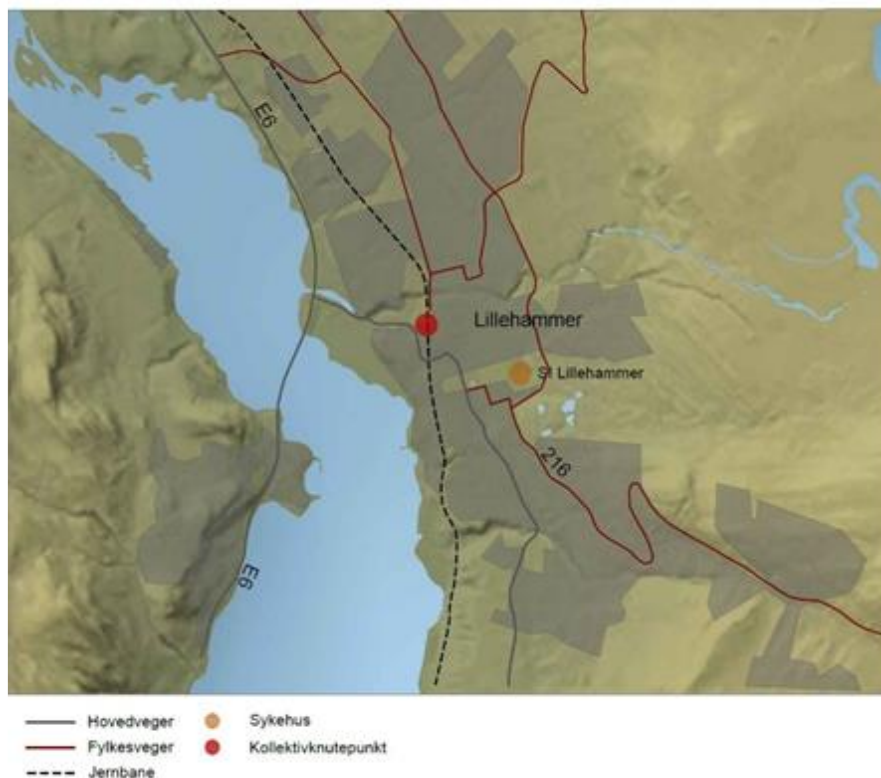 E6
Lillehammer
SI Lillehammer
216
E6
Hovedveger
Fylkesveger
Jernbane
Sykehus
Kollektivknutepunkt